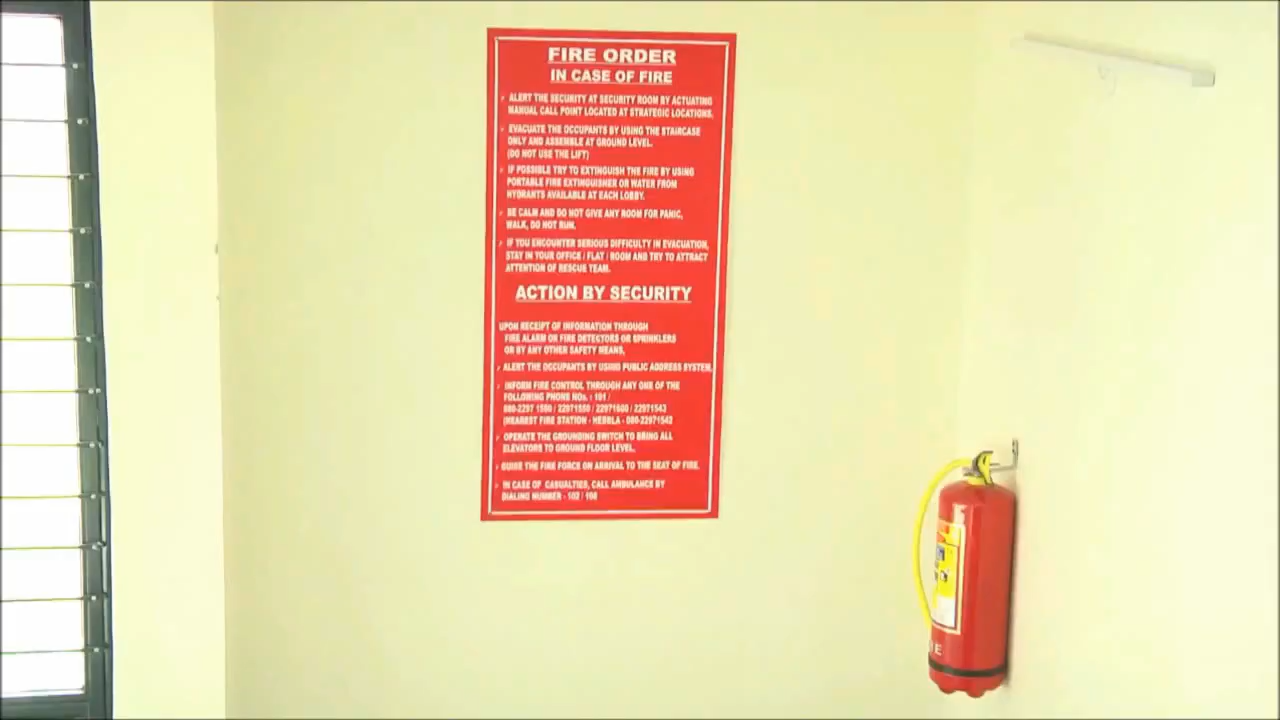 FIRE ORDER
IN CASE OF FIRE
ALERT THE SECURITY AT SECURITY ROOM BY ACTUATING
MANUAL CALL POINT LOCATED AT STRATEGIC LOCATIONS.
EVACUATE THE OCCUPANTS BY USING THE STAIRCASE
ONLY AND ASSEMBLE AT GROUND LEVEL.
(DO NOT USE THE LIFT)
IF POSSIBLE TRY TO EXTINGUISH THE FIRE BY USING
PORTABLE FIRE EXTINGUISHER OR WATER FROM
HYDRANTS AVAILABLE AT EACH LOBBY.
BE CALM AND DO NOT GIVE ANY ROOM FOR PANIC,
WALK, DO NOT RUN.
IF YOU ENCOUNTER SERIOUS DIFFICULTY IN EVACUATION,
STAY IN YOUR OFFICE / FLAT / ROOM AND TRY TO ATTRACT
ATTENTION OF RESCUE TEAM.
ACTION BY SECURITY
UPON RECEIPT OF INFORMATION THROUGH
FIRE ALARM OR FIRE DETECTORS OR SPRINKLERS
OR BY ANY OTHER SAFETY MEANS,
ALERT THE OCCUPANTS BY USING PUBLIC ADDRESS SYSTEM.
INFORM FIRE CONTROL THROUGH ANY ONE OF THE
FOLLOWING PHONE NOs. : 101 /
080-2297 1500 / 22971550 / 22971600 / 22971543
(NEAREST FIRE STATION - HEBBLA - 080-22971542
OPERATE THE GROUNDING SWITCH TO BRING ALL
ELEVATORS TO GROUND FLOOR LEVEL.
GUIDE THE FIRE FORCE ON ARRIVAL TO THE SEAT OF FIRE.
IN CASE OF CASUALTIES, CALL AMBULANCE BY
DIALING NUMBER - 102 / 108